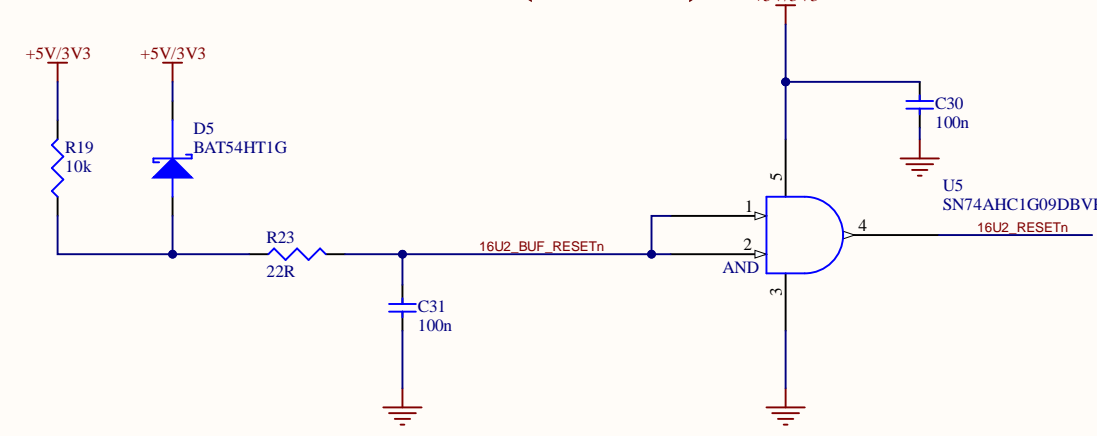 +5V/3V3
+5V/3V3
R19
10k
D5
BAT54HT1G
R23
22R
C31
100n
16U2_BUF_RESETn
1
2
AND
3
4
5
C30
100n
U5
SN74AHC1G09DBV
16U2_RESETn